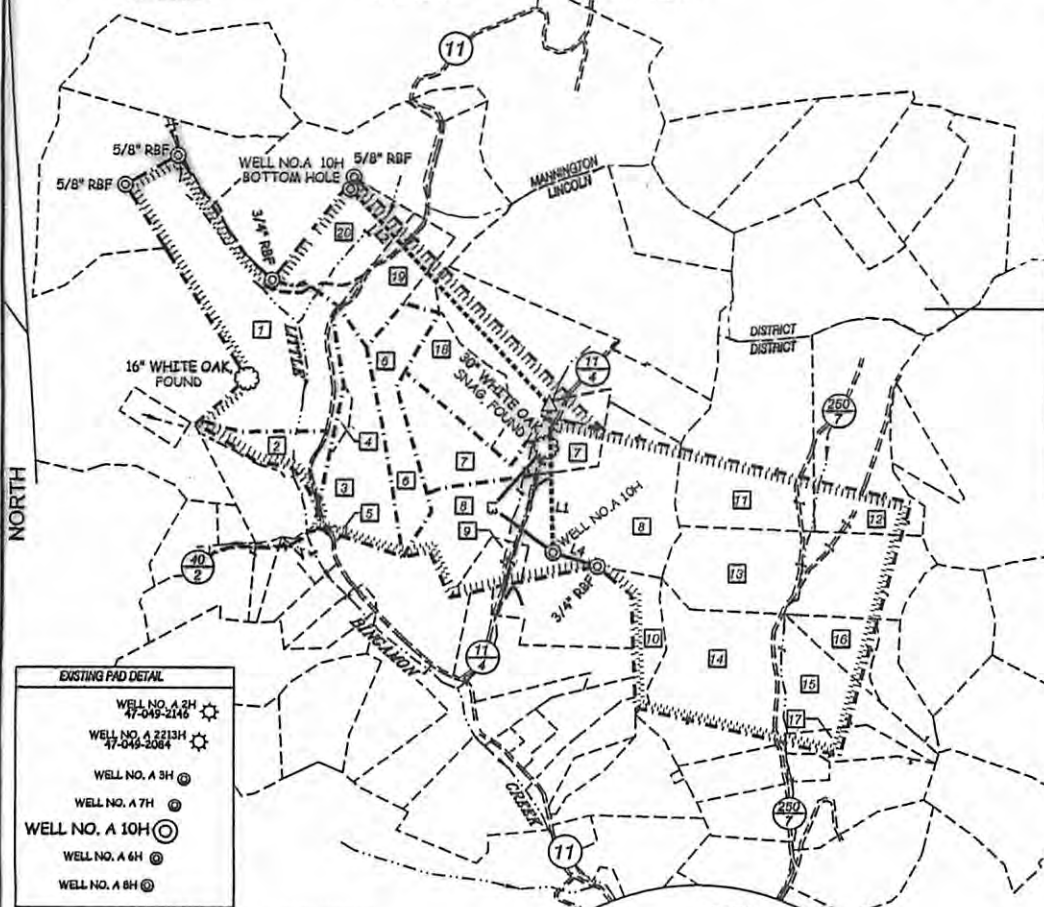 11
5/8" RBF
5/8" RBF
WELL NO.A 10H
BOTTOM HOLE
5/8" RBF
MANNINGTON
LINCOLN
3/4" RBF
20
19
1
LITTLE
DISTRICT
DISTRICT
6
18
16" WHITE OAK
FOUND
30" WHITE OAK
SNAG, FOUND
11
4
250
7
2
4
7
7
3
6
8
L3
5
9
L1
WELL NO.A 10H
8
11
12
L4
3/4" RBF
13
40
2
NORTH
BINGAMON
11
4
10
14
16
15
17
CREEK
250
7
11
EXISTING PAD DETAIL
WELL NO. A 2H
47-049-2146
WELL NO. A 2213H
47-049-2084
WELL NO. A 3H
WELL NO. A 7H
WELL NO. A 10H
WELL NO. A 6H
WELL NO. A 8H